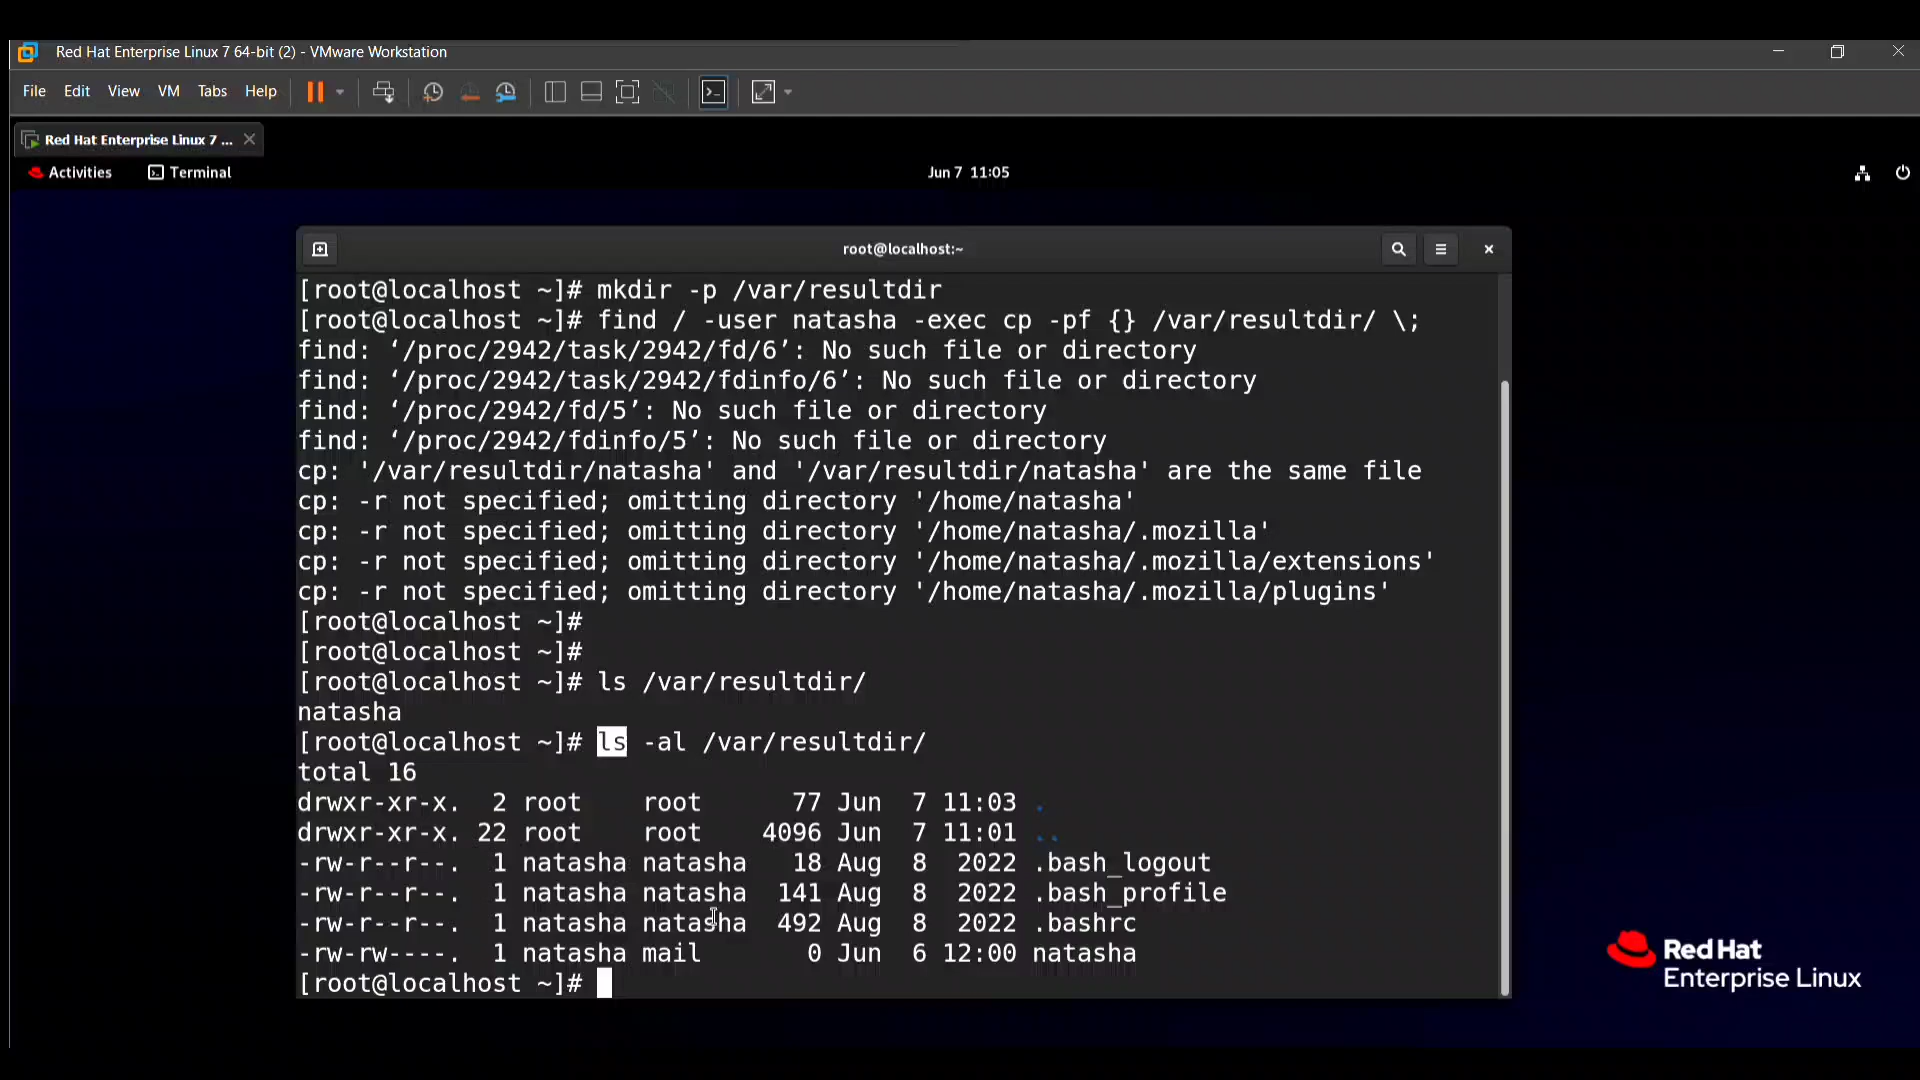 Red Hat Enterprise Linux 7 64-bit (2) - VMware Workstation
File Edit View VM Tabs Help
Red Hat Enterprise Linux 7 ...
Activities Terminal Jun 7 11:05
root@localhost:~
[root@localhost ~]# mkdir -p /var/resultdir
[root@localhost ~]# find / -user natasha -exec cp -pf {} /var/resultdir/ \;
find: ‘/proc/2942/task/2942/fd/6’: No such file or directory
find: ‘/proc/2942/task/2942/fdinfo/6’: No such file or directory
find: ‘/proc/2942/fd/5’: No such file or directory
find: ‘/proc/2942/fdinfo/5’: No such file or directory
cp: '/var/resultdir/natasha' and '/var/resultdir/natasha' are the same file
cp: -r not specified; omitting directory '/home/natasha'
cp: -r not specified; omitting directory '/home/natasha/.mozilla'
cp: -r not specified; omitting directory '/home/natasha/.mozilla/extensions'
cp: -r not specified; omitting directory '/home/natasha/.mozilla/plugins'
[root@localhost ~]#
[root@localhost ~]#
[root@localhost ~]# ls /var/resultdir/
natasha
[root@localhost ~]# ls -al /var/resultdir/
total 16
drwxr-xr-x.  2 root    root      77 Jun  7 11:03 .
drwxr-xr-x. 22 root    root    4096 Jun  7 11:01 ..
-rw-r--r--.  1 natasha natasha   18 Aug  8  2022 .bash_logout
-rw-r--r--.  1 natasha natasha  141 Aug  8  2022 .bash_profile
-rw-r--r--.  1 natasha natasha  492 Aug  8  2022 .bashrc
-rw-rw----.  1 natasha mail       0 Jun  6 12:00 natasha
[root@localhost ~]#
Red Hat
Enterprise Linux